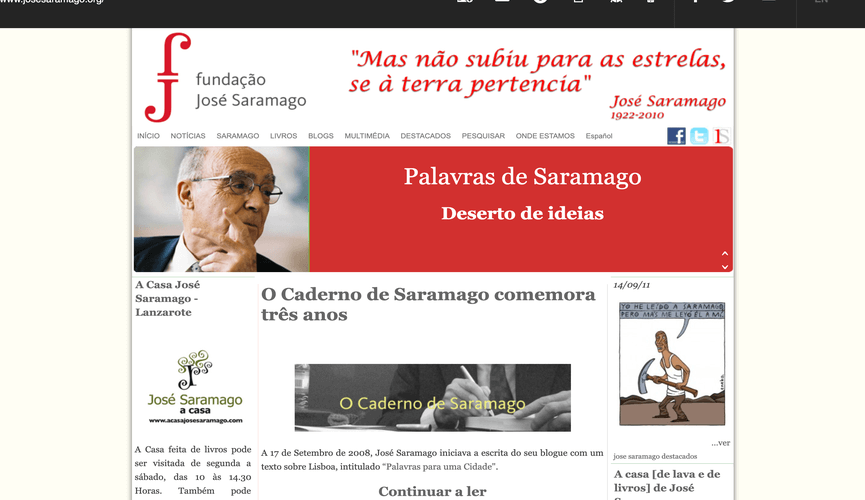 www.josesaramago.org/
EN
fundação
José Saramago
"Mas não subiu para as estrelas,
se à terra pertencia"
José Saramago
1922-2010
INÍCIO NOTÍCIAS SARAMAGO LIVROS BLOGS MULTIMÉDIA DESTACADOS PESQUISAR ONDE ESTAMOS Español
Palavras de Saramago
Deserto de ideias
A Casa José
Saramago -
Lanzarote
José Saramago
a casa
www.acasajosesaramago.com
A Casa feita de livros pode
ser visitada de segunda a
sábado, das 10 às 14.30
Horas. Também pode
O Caderno de Saramago comemora
três anos
O Caderno de Saramago
A 17 de Setembro de 2008, José Saramago iniciava a escrita do seu blogue com um
texto sobre Lisboa, intitulado “Palavras para uma Cidade”.
Continuar a ler
14/09/11
YO HE LEIDO A SARAMAGO
PERO MÁS ME LEYÓ EL A MÍ
...ver
jose saramago destacados
A casa [de lava e de
livros] de José